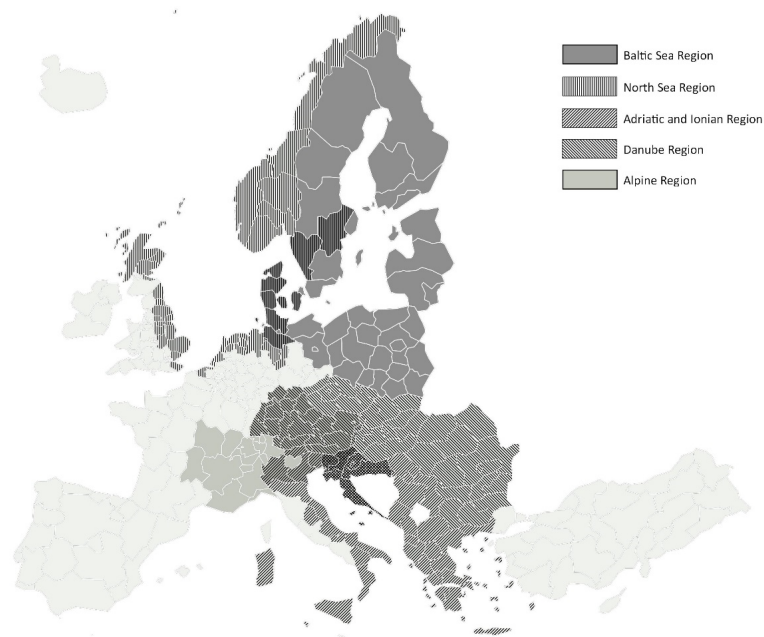 Baltic Sea Region
North Sea Region
Adriatic and Ionian Region
Danube Region
Alpine Region